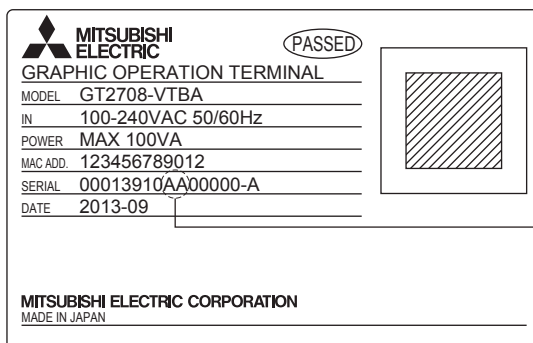 MITSUBISHI
ELECTRIC
PASSED
GRAPHIC OPERATION TERMINAL
MODEL GT2708-VTBA
IN 100-240VAC 50/60Hz
POWER MAX 100VA
MAC ADD. 123456789012
SERIAL 00013910AA00000-A
DATE 2013-09
MITSUBISHI ELECTRIC CORPORATION
MADE IN JAPAN